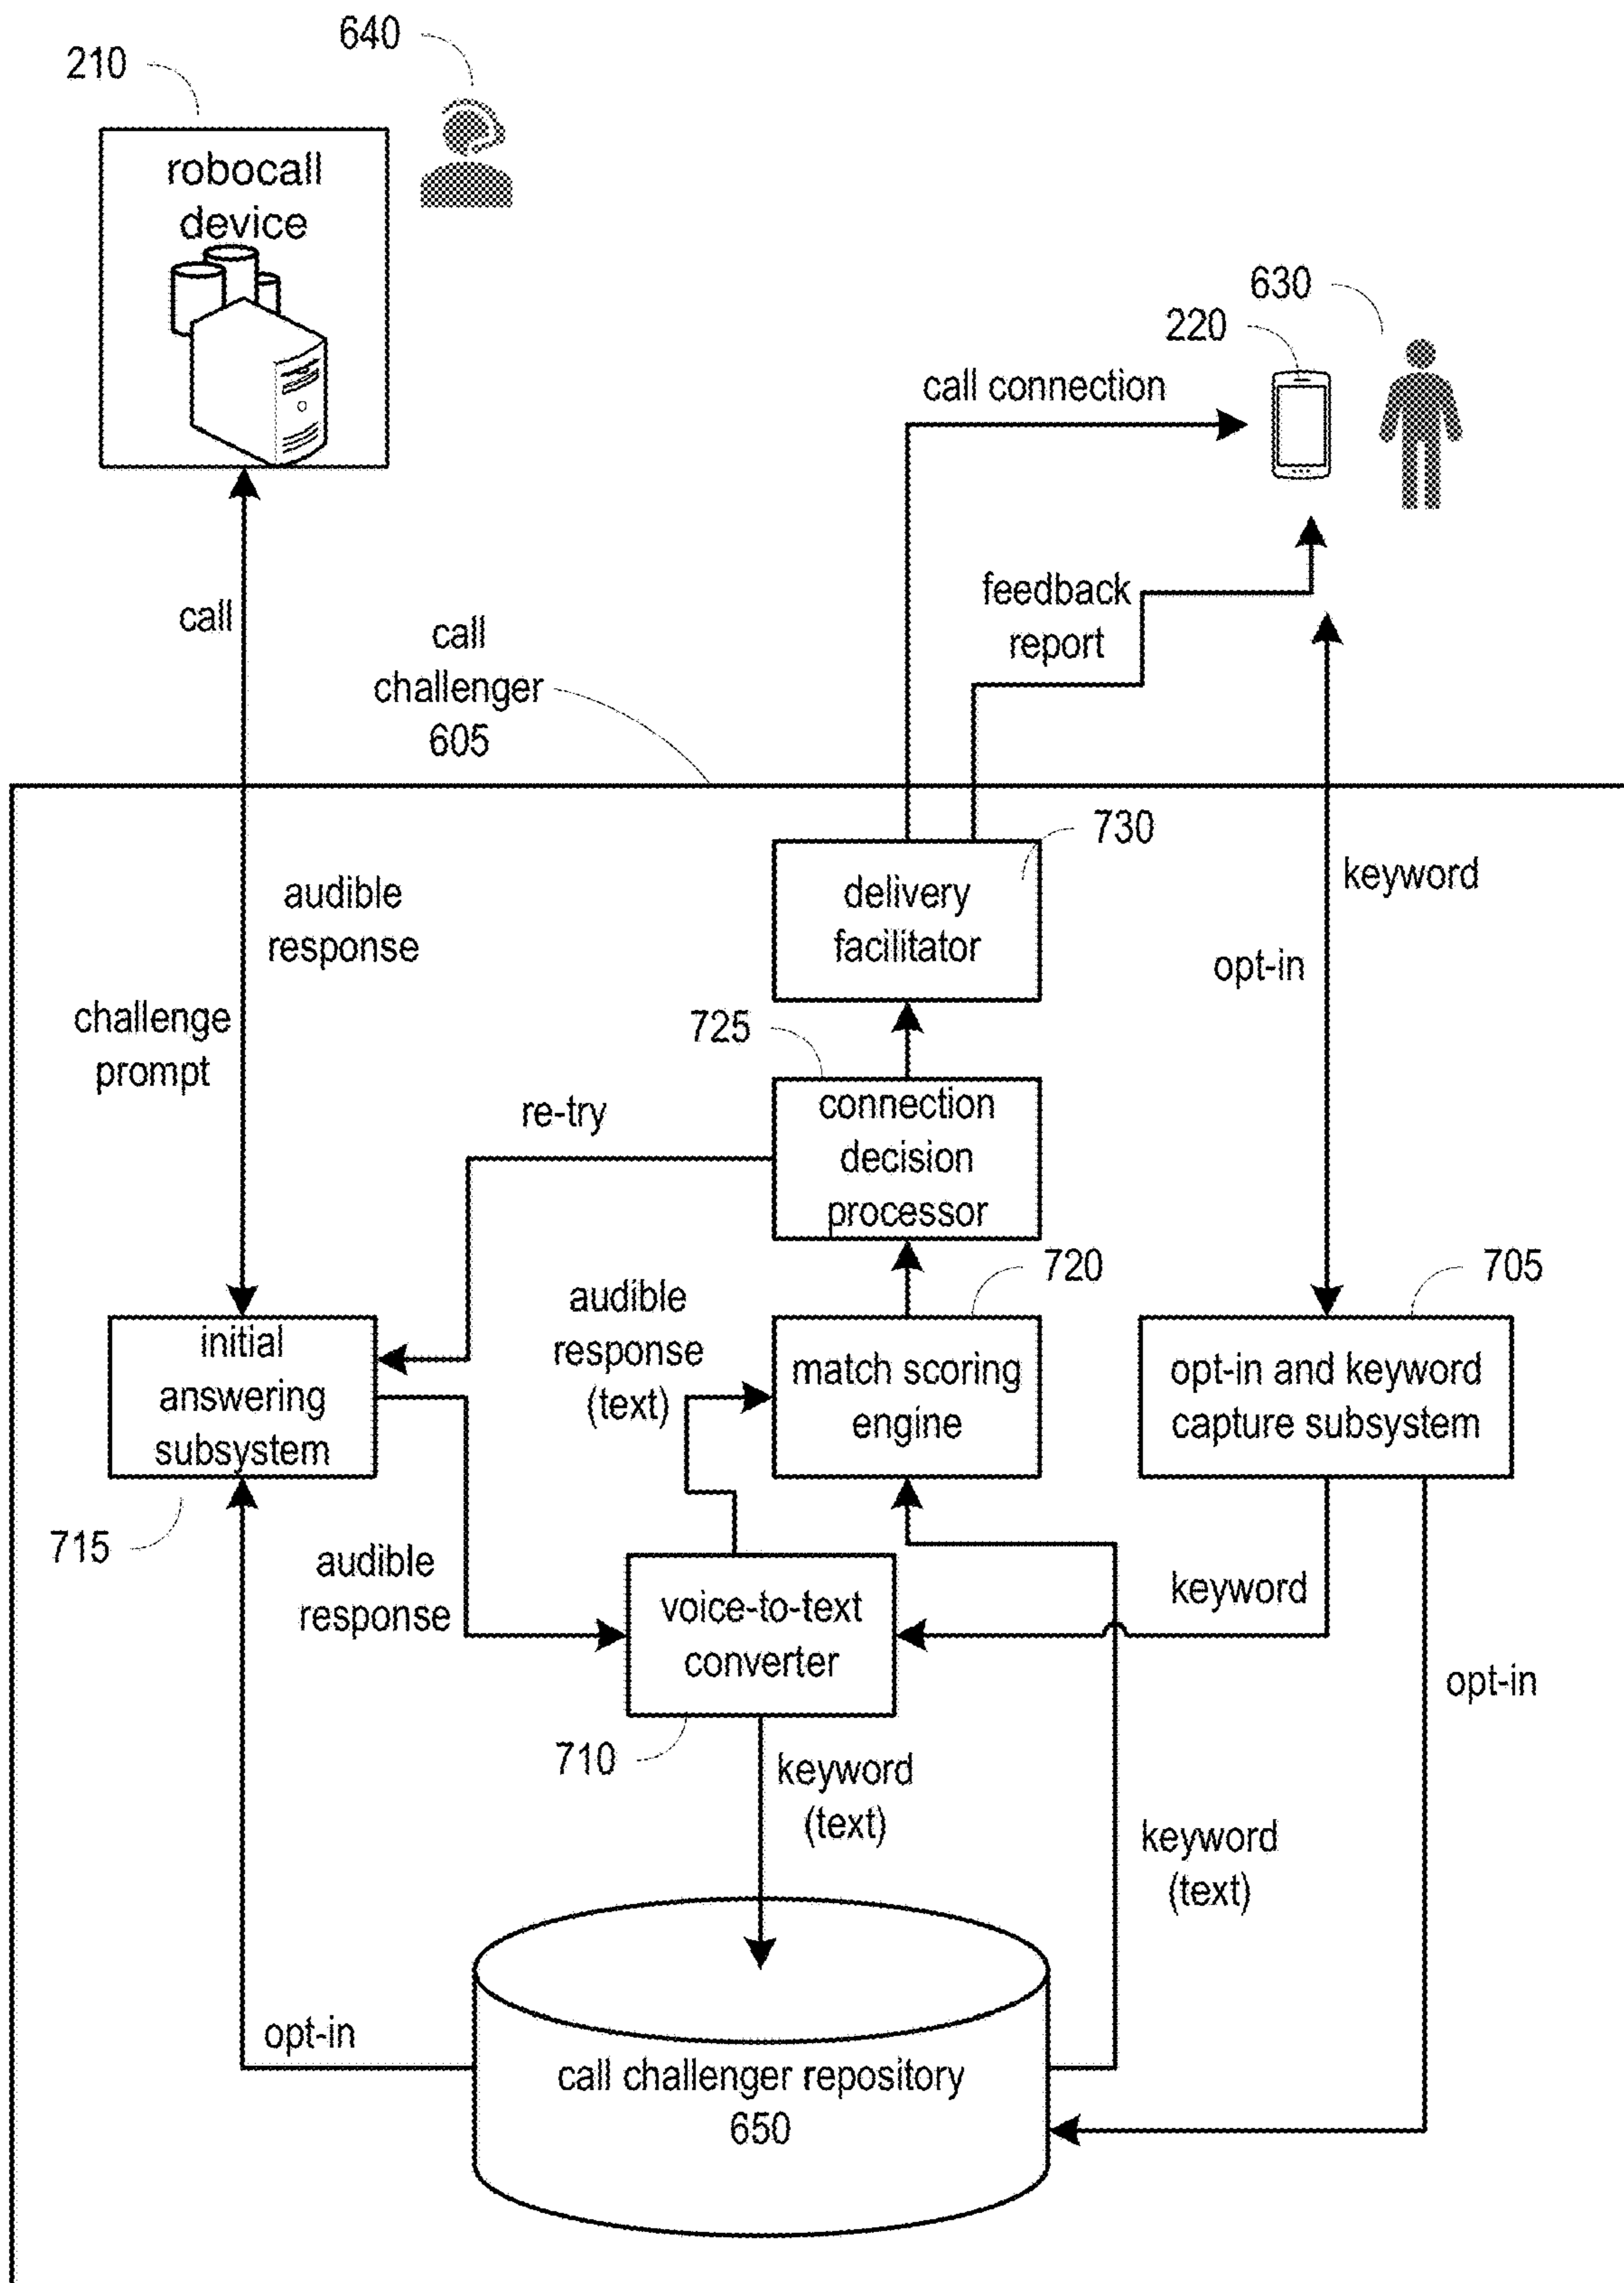 640
210
robocall
device
630
220
call connection
feedback
report
call
call
challenger
605
730
audible
response
delivery
facilitator
keyword
opt-in
challenge
prompt
725
connection
decision
processor
re-try
720
705
audible
response
(text)
initial
answering
subsystem
match scoring
engine
opt-in and keyword
capture subsystem
715
audible
response
voice-to-text
converter
keyword
opt-in
710
keyword
(text)
keyword
(text)
opt-in
call challenger repository
650